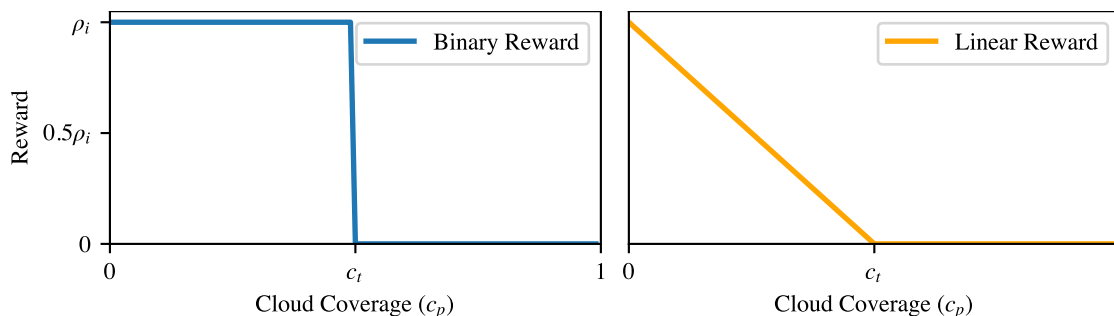 ρᵢ
Binary Reward
Linear Reward
Reward
0.5ρᵢ
0
0
cₜ
1
0
cₜ
Cloud Coverage (cₚ)
Cloud Coverage (cₚ)